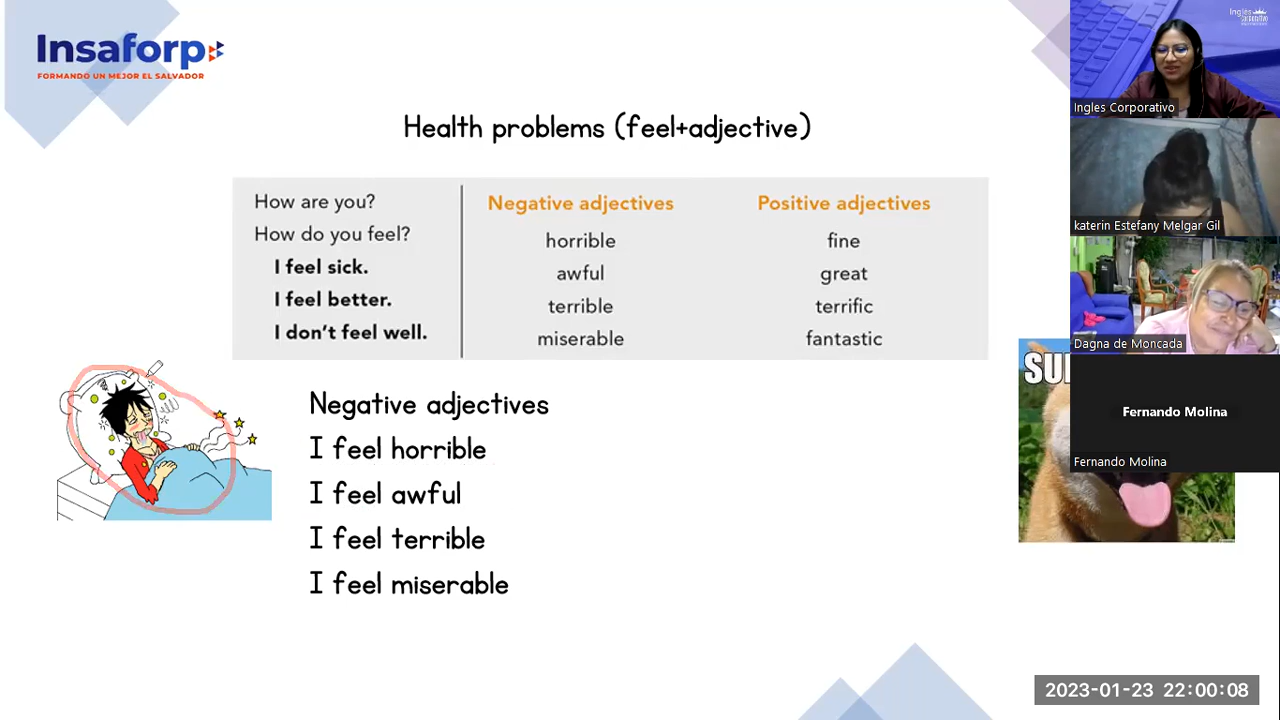 Insaforp
FORMANDO UN MEJOR EL SALVADOR
Health problems (feel+adjective)
How are you?
How do you feel?
I feel sick.
I feel better.
I don't feel well.
Negative adjectives
horrible
awful
terrible
miserable
Positive adjectives
fine
great
terrific
fantastic
Negative adjectives
I feel horrible
I feel awful
I feel terrible
I feel miserable
Ingles Corporativo
katerin Estefany Melgar Gil
Dagna de Moncada
Fernando Molina
Fernando Molina
2023-01-23 22:00:08